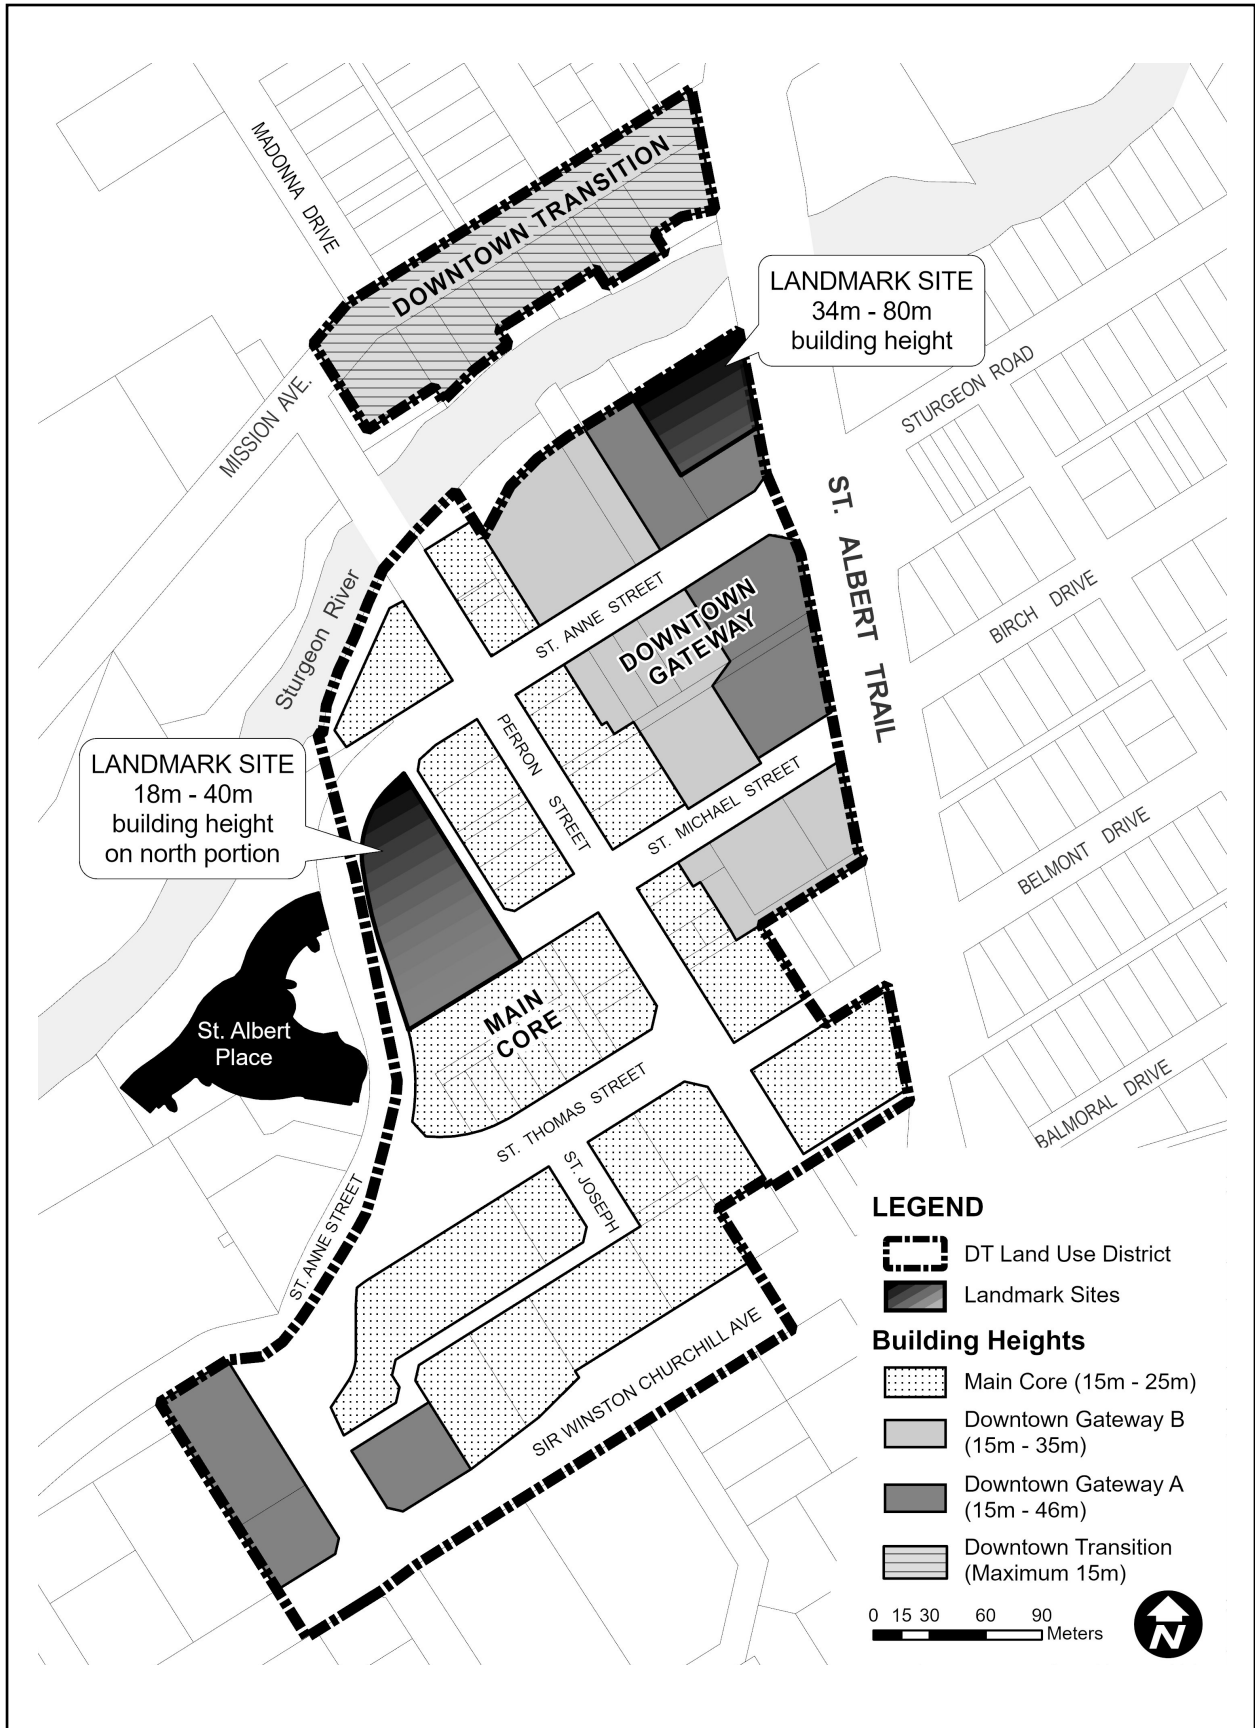 MADONNA DRIVE
DOWNTOWN TRANSITION
LANDMARK SITE
34m - 80m
building height
MISSION AVE.
STURGEON ROAD
ST. ALBERT TRAIL
Sturgeon River
ST. ANNE STREET
DOWNTOWN
GATEWAY
BIRCH DRIVE
PERRON STREET
LANDMARK SITE
18m - 40m
building height
on north portion
ST. MICHAEL STREET
BELMONT DRIVE
St. Albert
Place
MAIN
CORE
ST. THOMAS STREET
BALMORAL DRIVE
ST. JOSEPH
ST. ANNE STREET
SIR WINSTON CHURCHILL AVE
LEGEND
DT Land Use District
Landmark Sites
Building Heights
Main Core (15m - 25m)
Downtown Gateway B
(15m - 35m)
Downtown Gateway A
(15m - 46m)
Downtown Transition
(Maximum 15m)
0 15 30 60 90
Meters
N